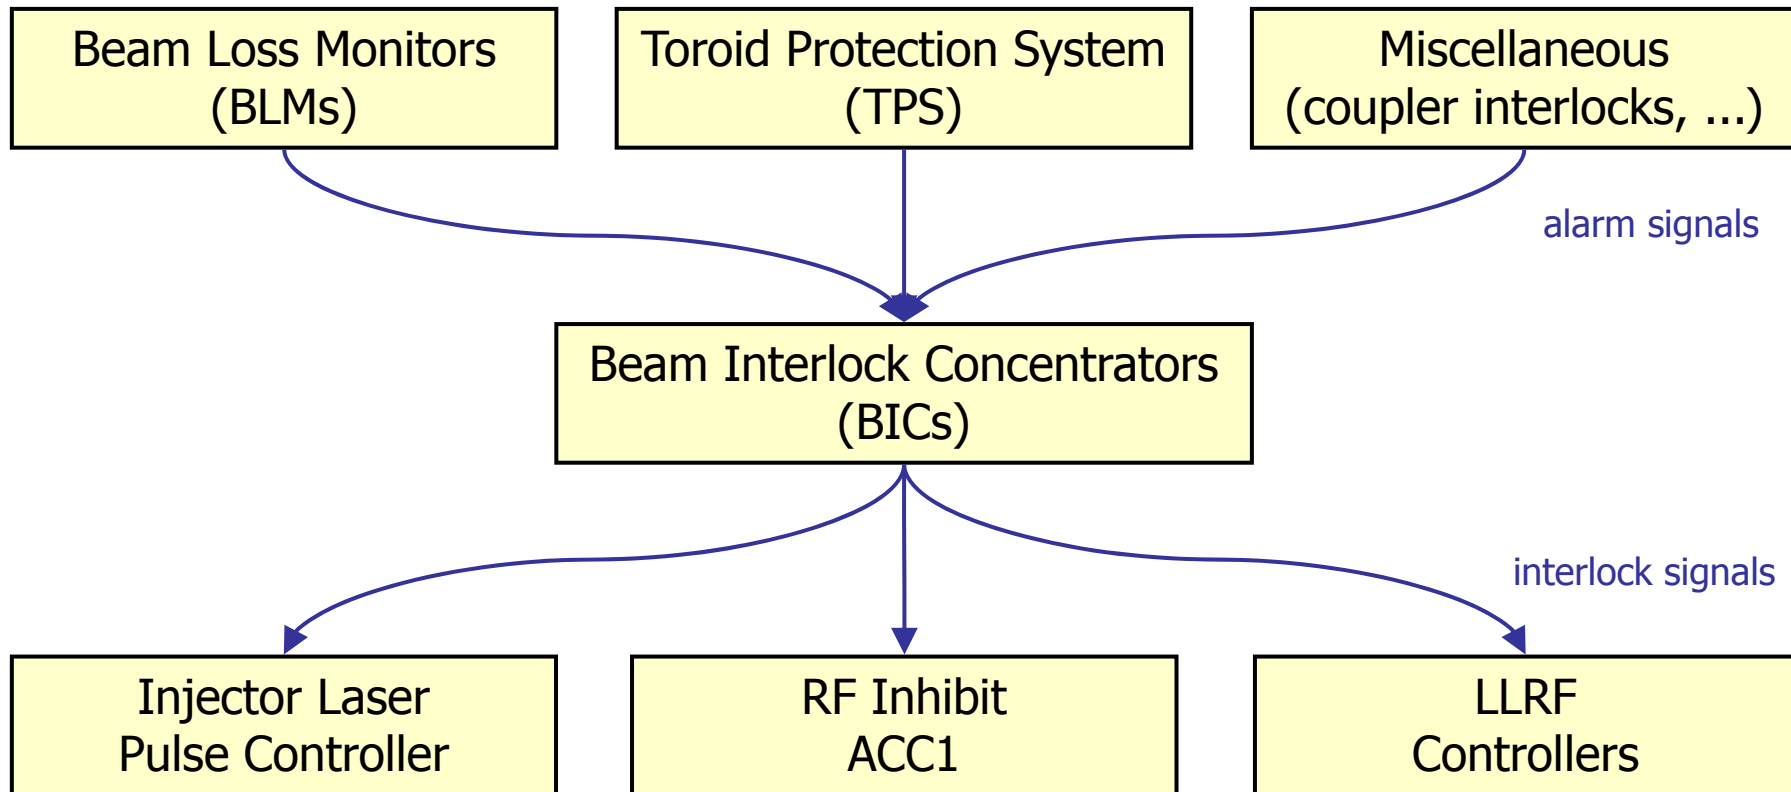 Beam Loss Monitors
(BLMs)
Toroid Protection System
(TPS)
Miscellaneous
(coupler interlocks, ...)
alarm signals
Beam Interlock Concentrators
(BICs)
interlock signals
Injector Laser
Pulse Controller
RF Inhibit
ACC1
LLRF
Controllers